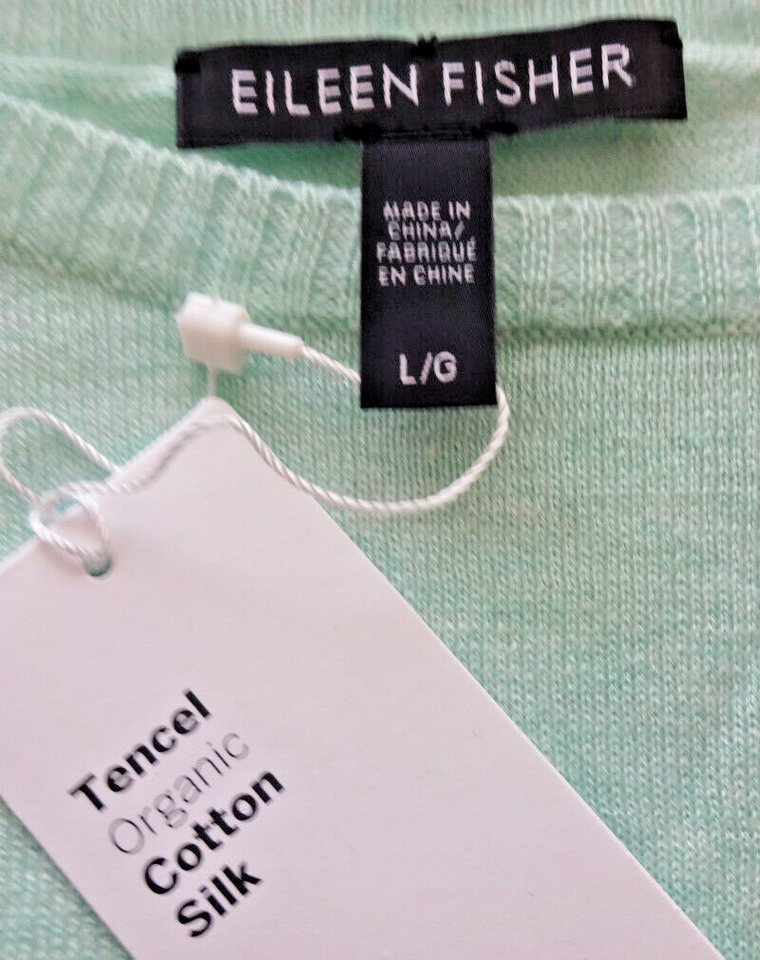 EILEEN FISHER
MADE IN
CHINA/
FABRIQUÉ
EN CHINE
L/G
Tencel
Organic
Cotton
Silk